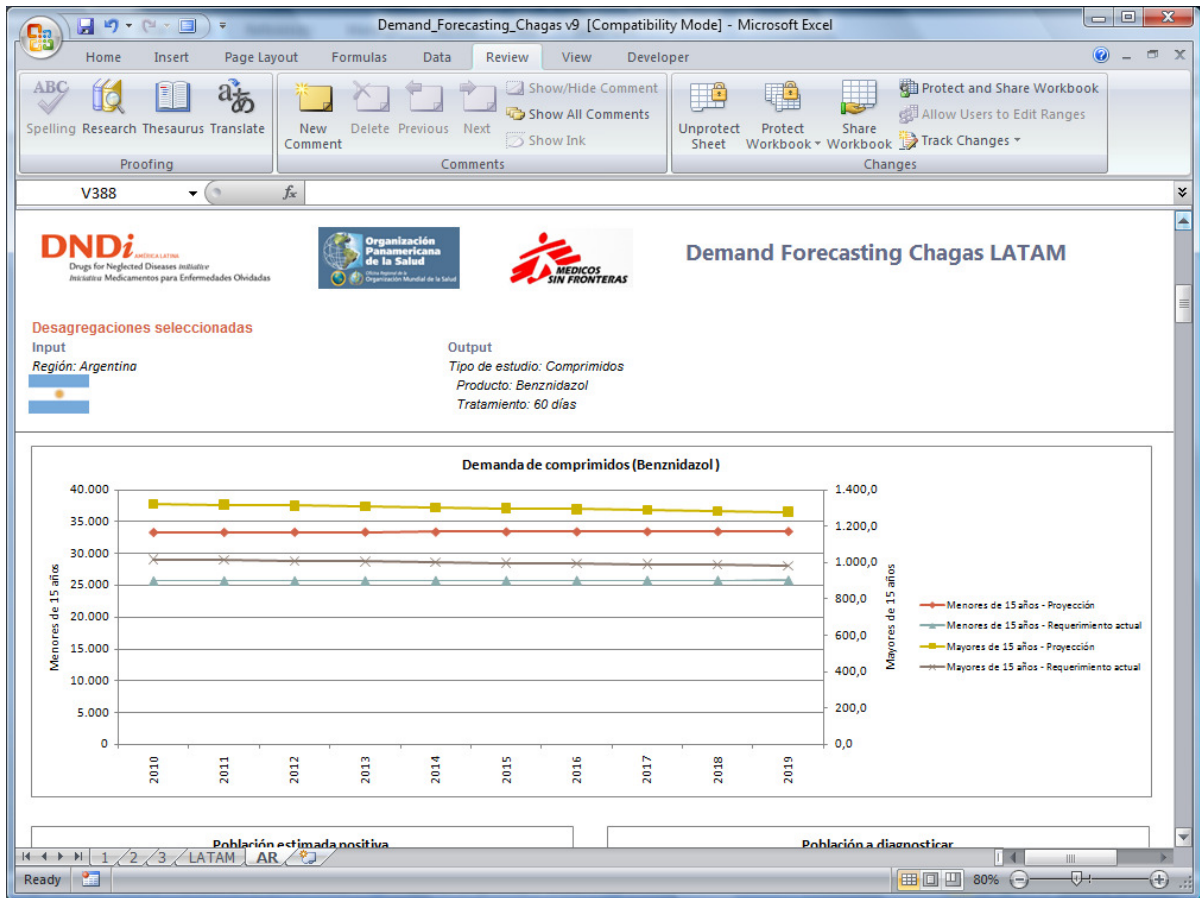 Demand_Forecasting_Chagas v9 [Compatibility Mode] - Microsoft Excel
Home Insert Page Layout Formulas Data Review View Developer
ABC
Spelling Research Thesaurus Translate
New Comment
Delete Previous Next
Show/Hide Comment
Show All Comments
Show Ink
Unprotect Sheet
Protect Workbook
Share Workbook
Protect and Share Workbook
Allow Users to Edit Ranges
Track Changes
Proofing Comments Changes
V388 fx
DNDi AMÉRICA LATINA
Drugs for Neglected Diseases initiative
Iniciativa Medicamentos para Enfermedades Olvidadas
Organización
Panamericana
de la Salud
Oficina Regional de la
Organización Mundial de la Salud
MEDICOS
SIN FRONTERAS
Demand Forecasting Chagas LATAM
Desagregaciones seleccionadas
Input
Región: Argentina
Output
Tipo de estudio: Comprimidos
Producto: Benznidazol
Tratamiento: 60 días
Demanda de comprimidos (Benznidazol )
Menores de 15 años
40.000
35.000
30.000
25.000
20.000
15.000
10.000
5.000
0
1.400,0
1.200,0
1.000,0
800,0
600,0
400,0
200,0
0,0
Mayores de 15 años
2010 2011 2012 2013 2014 2015 2016 2017 2018 2019
Menores de 15 años - Proyección
Menores de 15 años - Requerimiento actual
Mayores de 15 años - Proyección
Mayores de 15 años - Requerimiento actual
Población estimada positiva
Población a diagnosticar
1 2 3 LATAM AR
Ready 80%